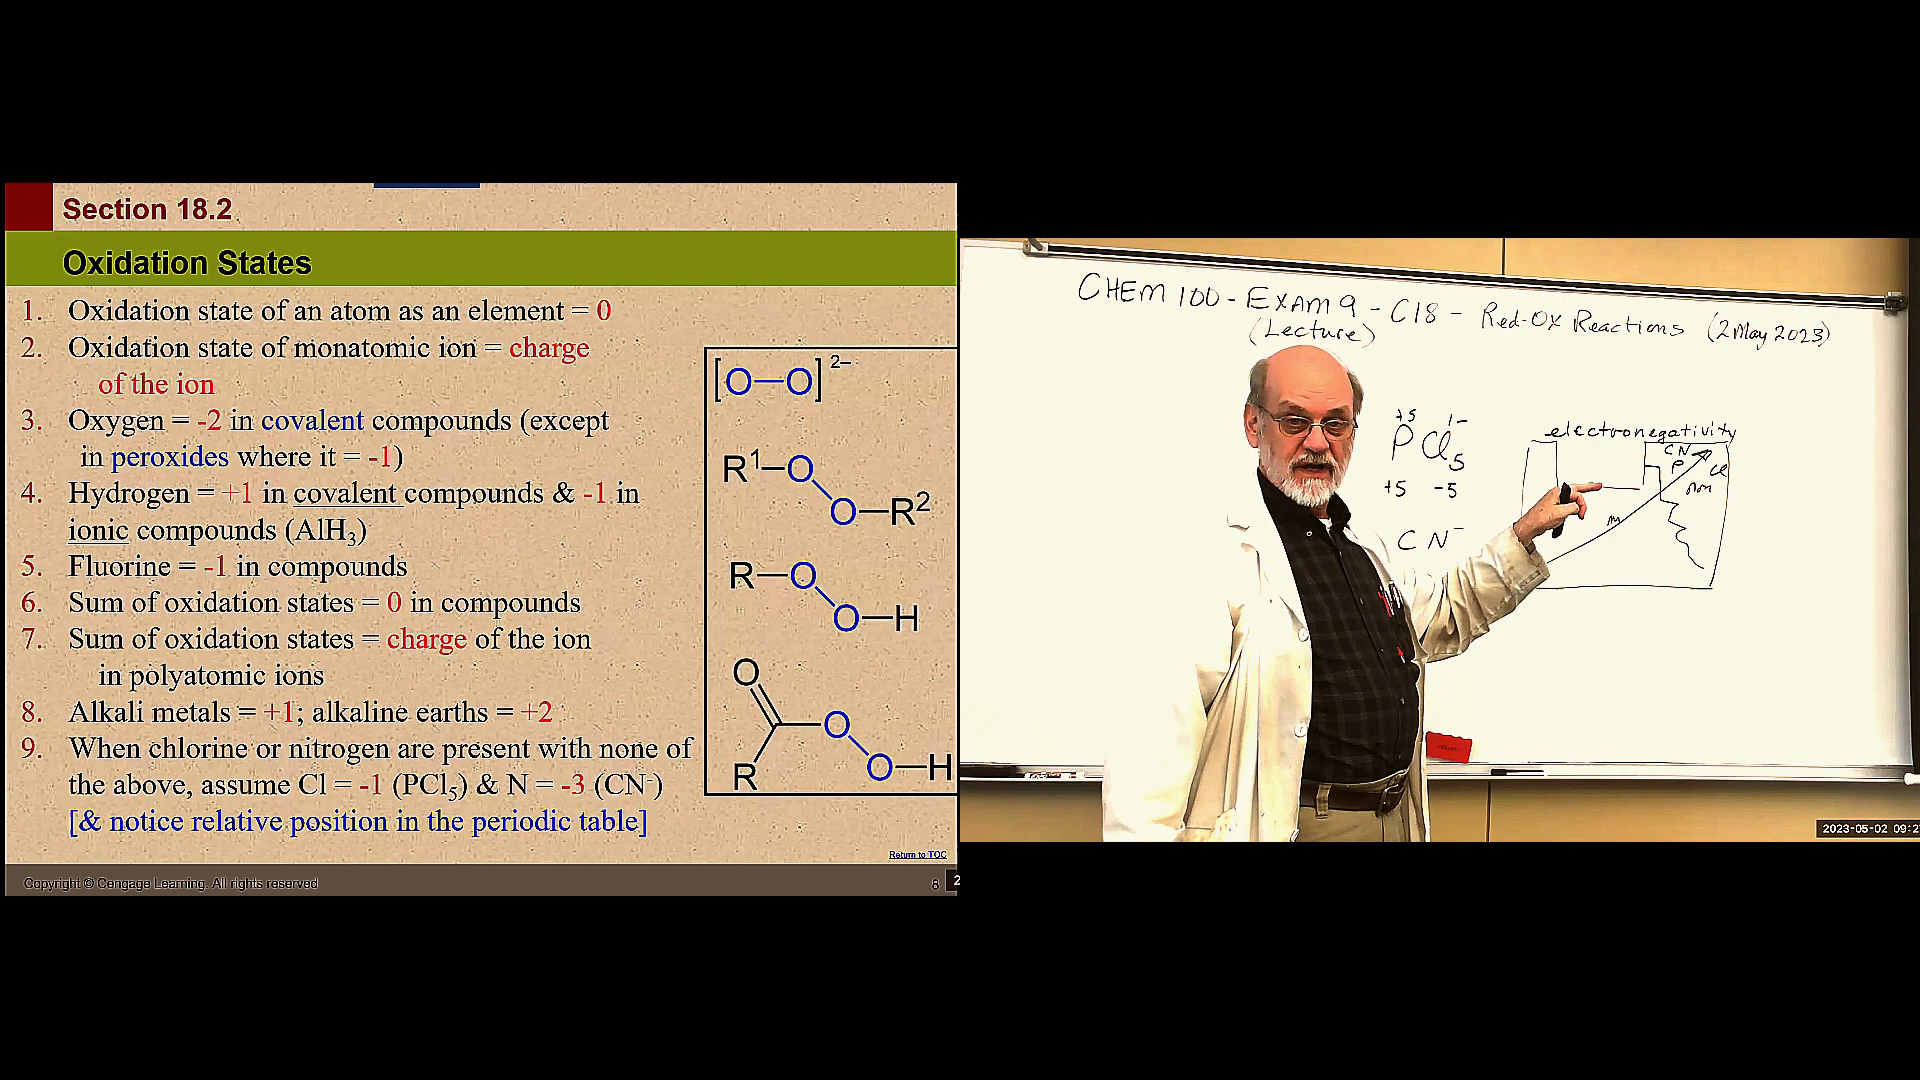 Section 18.2
Oxidation States
1. Oxidation state of an atom as an element = 0
2. Oxidation state of monatomic ion = charge
of the ion
3. Oxygen = -2 in covalent compounds (except
in peroxides where it = -1)
4. Hydrogen = +1 in covalent compounds & -1 in
ionic compounds (AlH₃)
5. Fluorine = -1 in compounds
6. Sum of oxidation states = 0 in compounds
7. Sum of oxidation states = charge of the ion
in polyatomic ions
8. Alkali metals = +1; alkaline earths = +2
9. When chlorine or nitrogen are present with none of
the above, assume Cl = -1 (PCl₅) & N = -3 (CN⁻)
[& notice relative position in the periodic table]
[O—O]²⁻
R¹—O
O—R²
R—O
O—H
O
O
R O—H
Return to TOC
Copyright © Cengage Learning. All rights reserved
8
2
CHEM 100 - EXAM 9 - C18 - Red-Ox Reactions (2 May 2023)
(Lecture)
+5 1-
PCl₅
+5 -5
CN⁻
electronegativity
C N
P Cl
non
m
2023-05-02 09:2